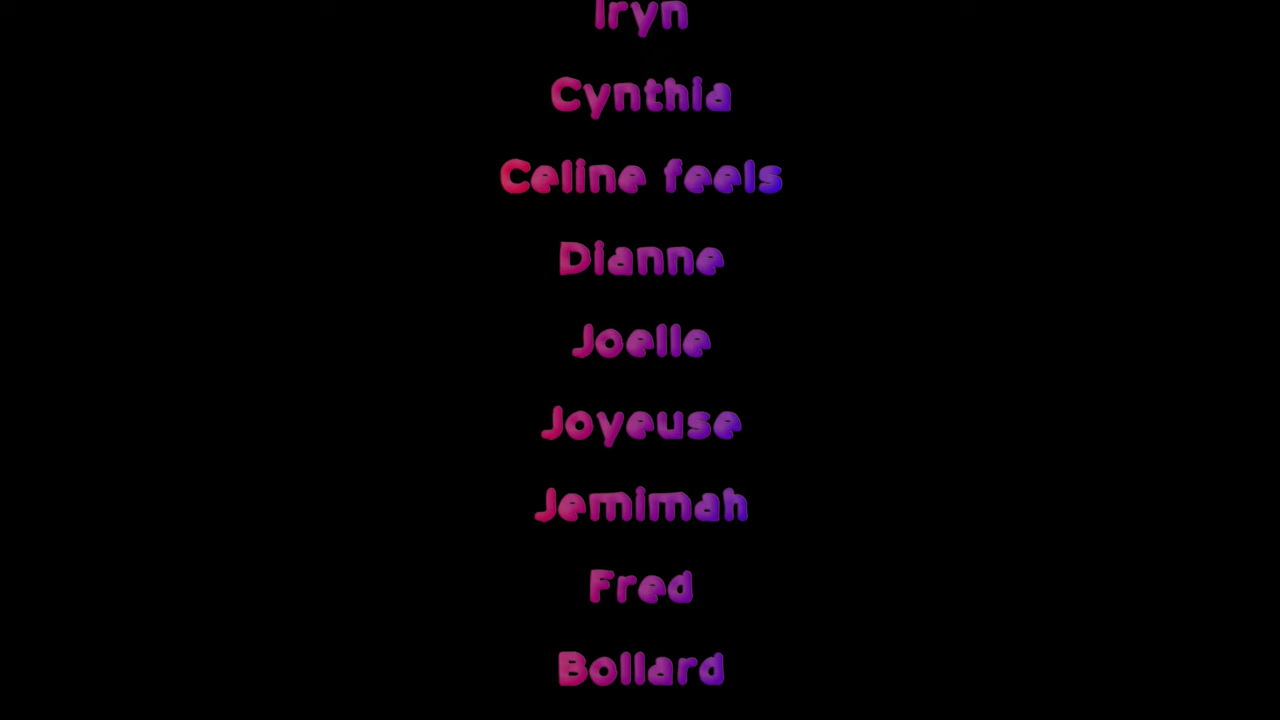 Iryn
Cynthia
Celine feels
Dianne
Joelle
Joyeuse
Jemimah
Fred
Bollard